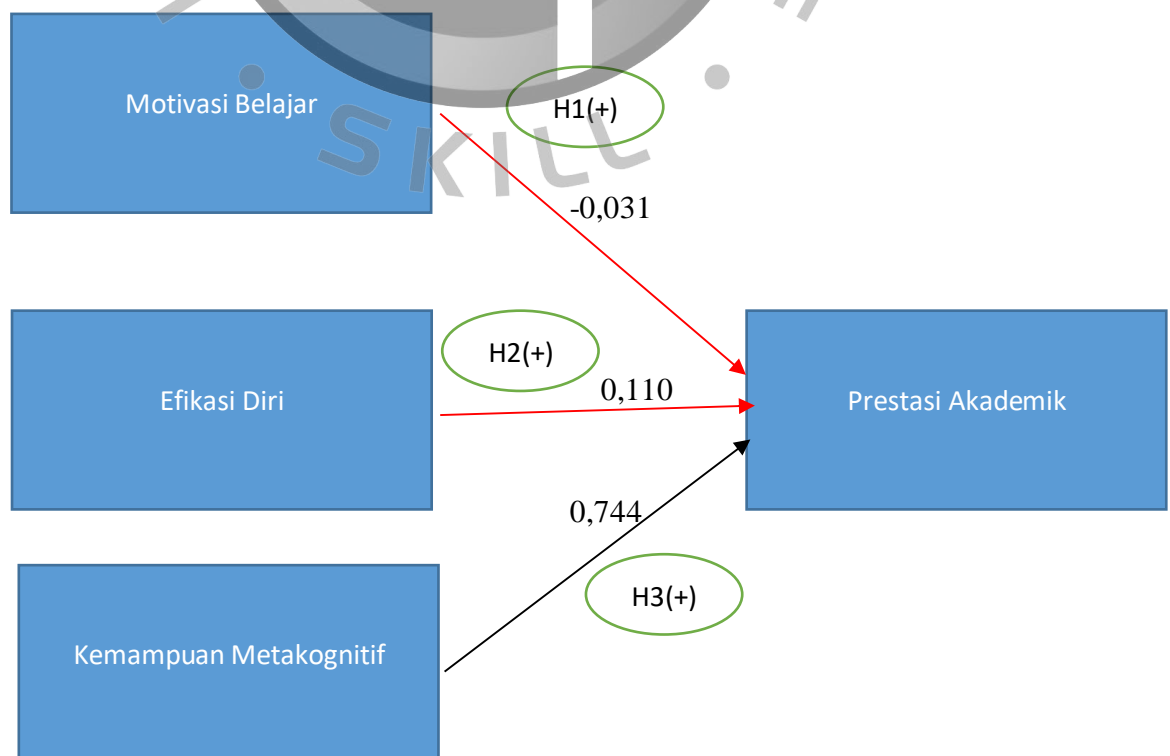 Motivasi Belajar
H1(+)
SKILL
-0,031
H2(+)
Efikasi Diri
0,110
Prestasi Akademik
0,744
H3(+)
Kemampuan Metakognitif